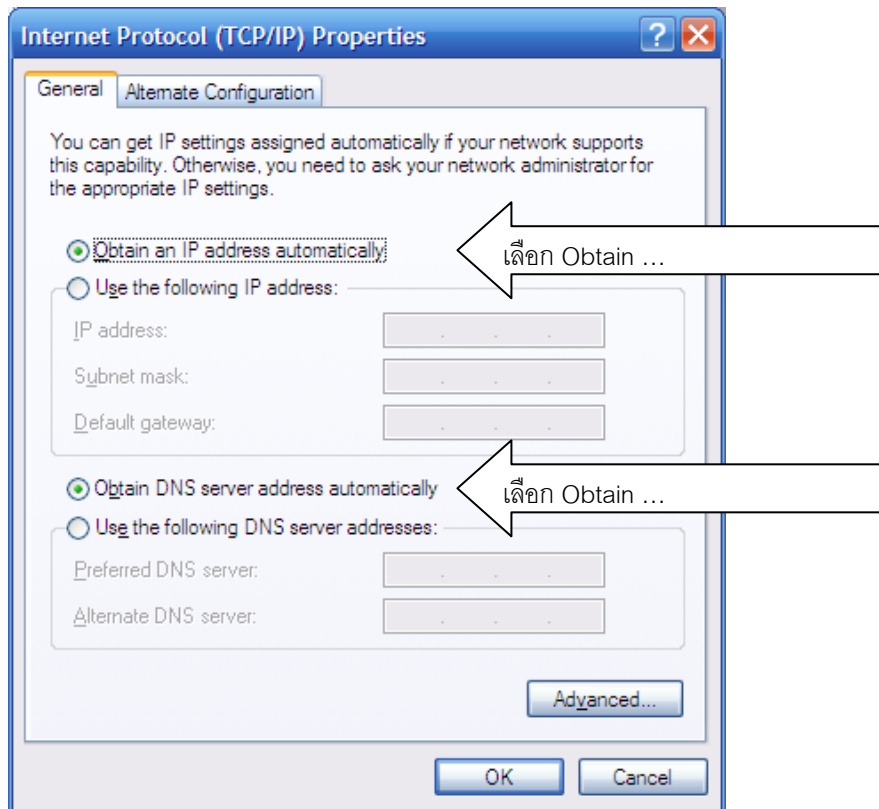 Internet Protocol (TCP/IP) Properties
General Alternate Configuration
You can get IP settings assigned automatically if your network supports
this capability. Otherwise, you need to ask your network administrator for
the appropriate IP settings.
Obtain an IP address automatically
เลือก Obtain …
Use the following IP address:
IP address:
Subnet mask:
Default gateway:
Obtain DNS server address automatically
เลือก Obtain …
Use the following DNS server addresses:
Preferred DNS server:
Alternate DNS server:
Advanced...
OK Cancel